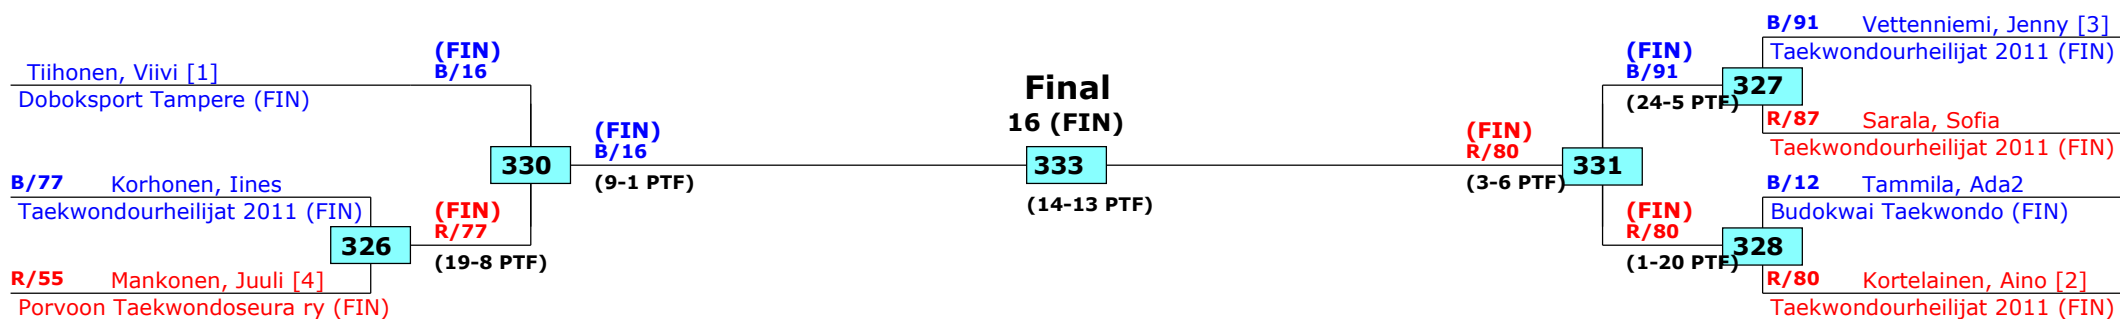 Tiihonen, Viivi [1]
Doboksport Tampere (FIN)
(FIN)
B/16
B/77 Korhonen, Iines
Taekwondourheilijat 2011 (FIN)
326
R/55 Mankonen, Juuli [4]
Porvoon Taekwondoseura ry (FIN)
(FIN)
R/77
(19-8 PTF)
330
(FIN)
B/16
(9-1 PTF)
Final
16 (FIN)
333
(14-13 PTF)
(FIN)
R/80
(3-6 PTF)
331
(FIN)
B/91
(24-5 PTF)
327
B/91 Vettenniemi, Jenny [3]
Taekwondourheilijat 2011 (FIN)
R/87 Sarala, Sofia
Taekwondourheilijat 2011 (FIN)
(FIN)
R/80
(1-20 PTF)
328
B/12 Tammila, Ada2
Budokwai Taekwondo (FIN)
R/80 Kortelainen, Aino [2]
Taekwondourheilijat 2011 (FIN)